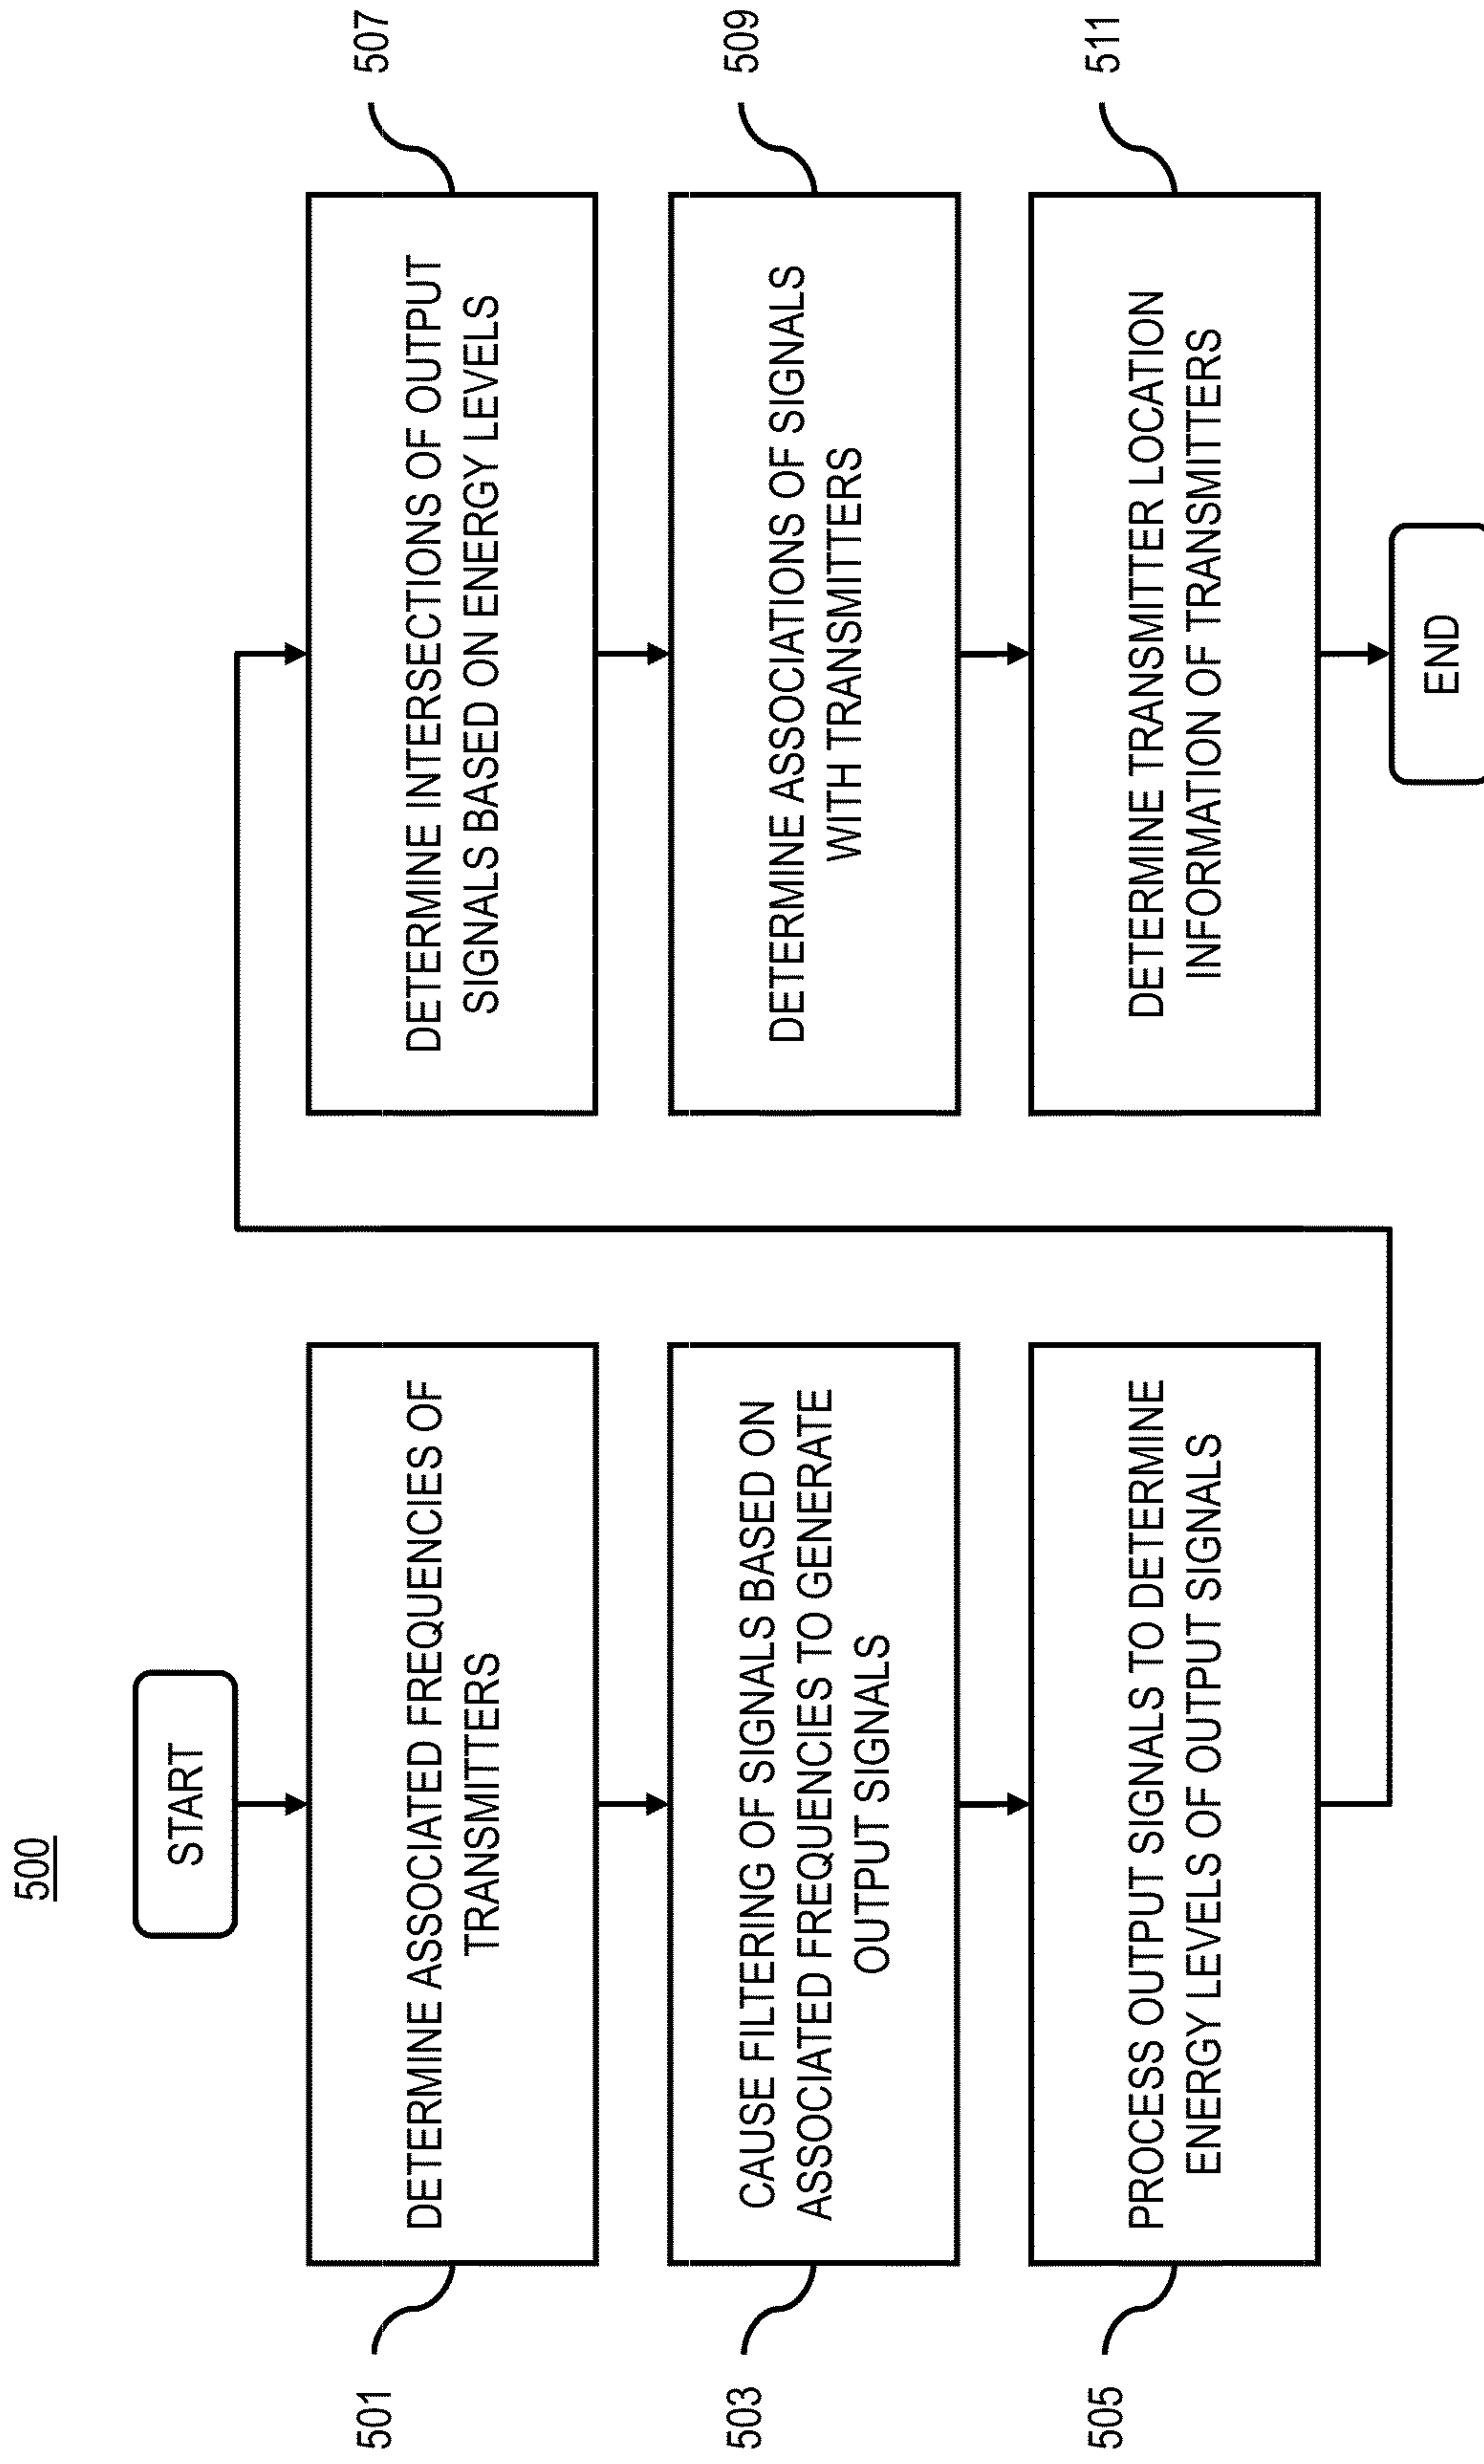 500
START
501
DETERMINE ASSOCIATED FREQUENCIES OF
TRANSMITTERS
503
CAUSE FILTERING OF SIGNALS BASED ON
ASSOCIATED FREQUENCIES TO GENERATE
OUTPUT SIGNALS
505
PROCESS OUTPUT SIGNALS TO DETERMINE
ENERGY LEVELS OF OUTPUT SIGNALS
507
DETERMINE INTERSECTIONS OF OUTPUT
SIGNALS BASED ON ENERGY LEVELS
509
DETERMINE ASSOCIATIONS OF SIGNALS
WITH TRANSMITTERS
511
DETERMINE TRANSMITTER LOCATION
INFORMATION OF TRANSMITTERS
END